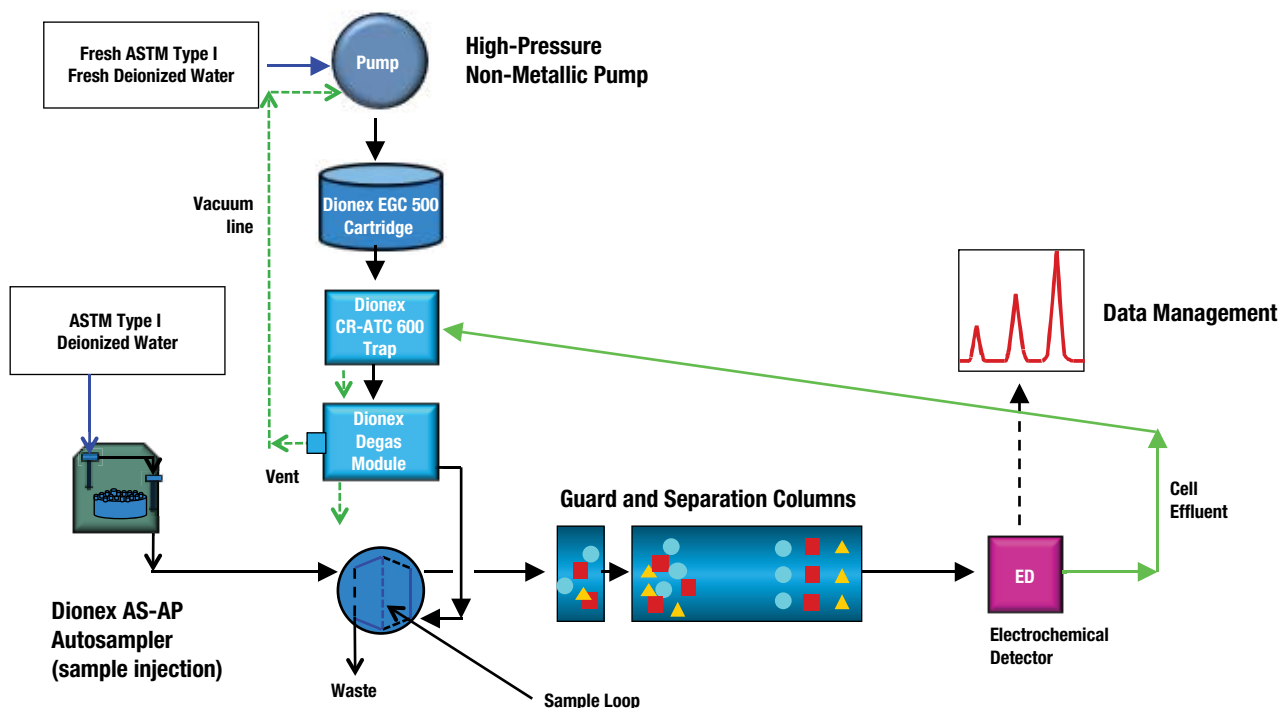 Fresh ASTM Type I
Fresh Deionized Water
Pump
High-Pressure
Non-Metallic Pump
Vacuum
line
Dionex EGC 500
Cartridge
ASTM Type I
Deionized Water
Dionex
CR-ATC 600
Trap
Data Management
Dionex
Degas
Module
Vent
Guard and Separation Columns
Cell
Effluent
ED
Electrochemical
Detector
Dionex AS-AP
Autosampler
(sample injection)
Waste
Sample Loop